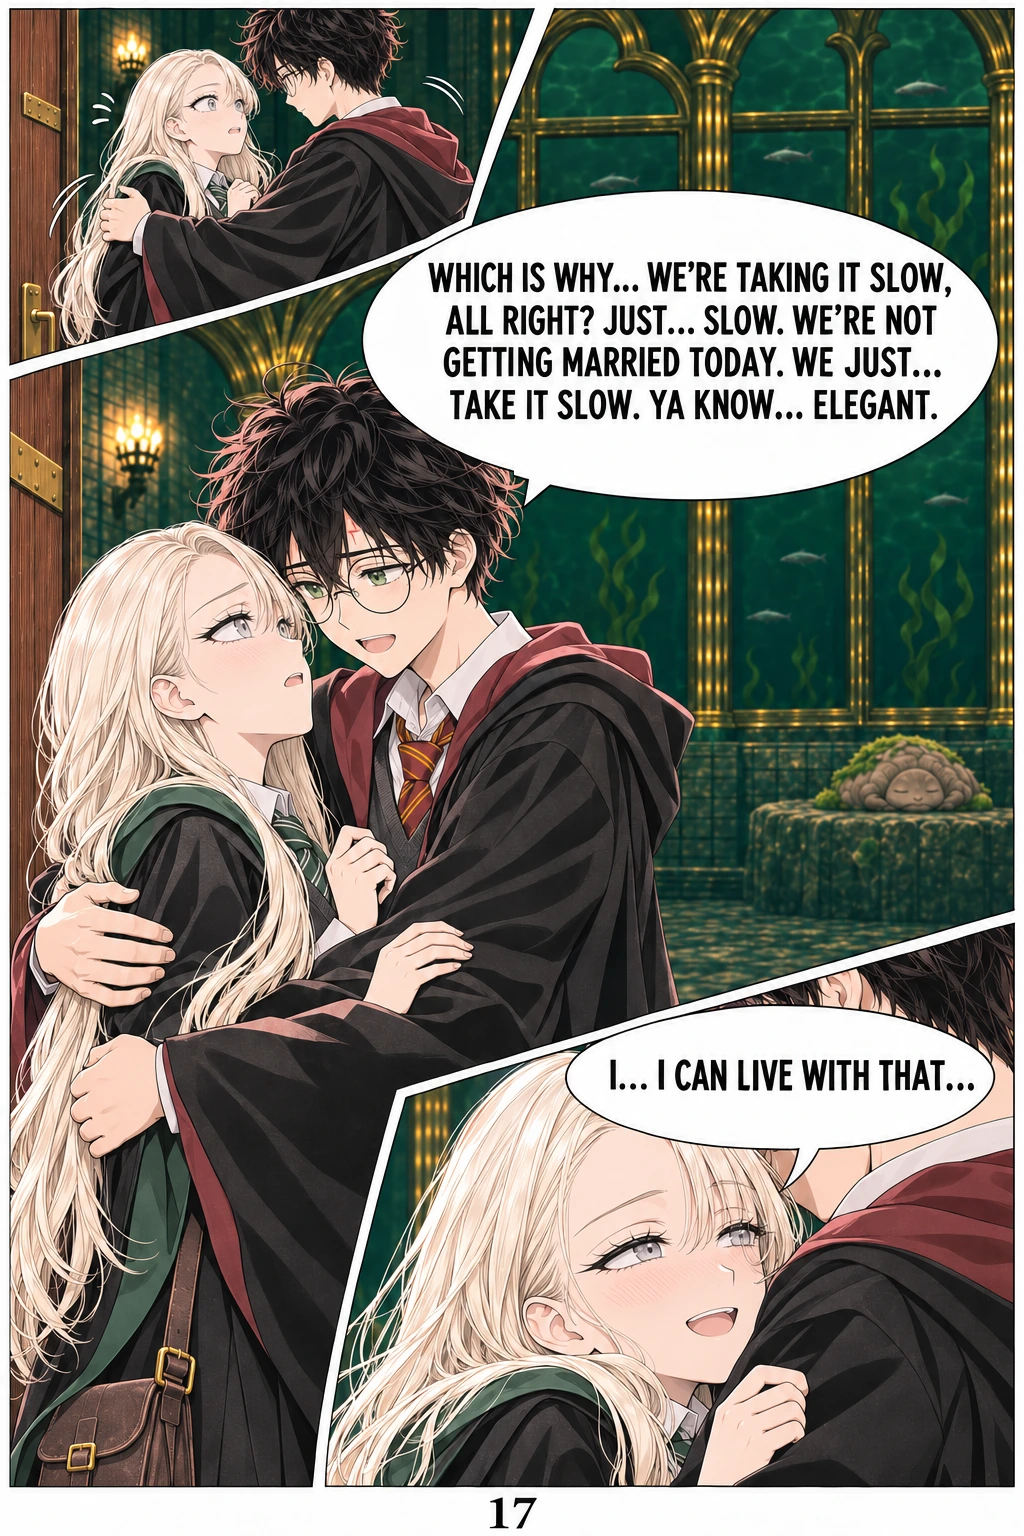 WHICH IS WHY... WE'RE TAKING IT SLOW,
ALL RIGHT? JUST... SLOW. WE'RE NOT
GETTING MARRIED TODAY. WE JUST...
TAKE IT SLOW. YA KNOW... ELEGANT.
I... I CAN LIVE WITH THAT...
17